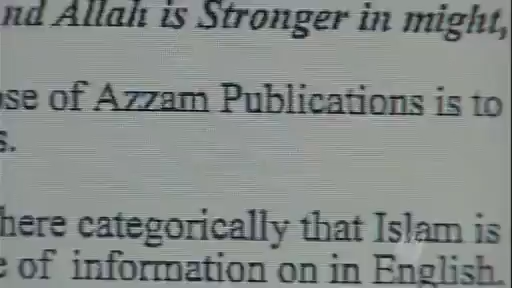 nd Allah is Stronger in might,
se of Azzam Publications is to
s.
here categorically that Islam is
e of information on in English.